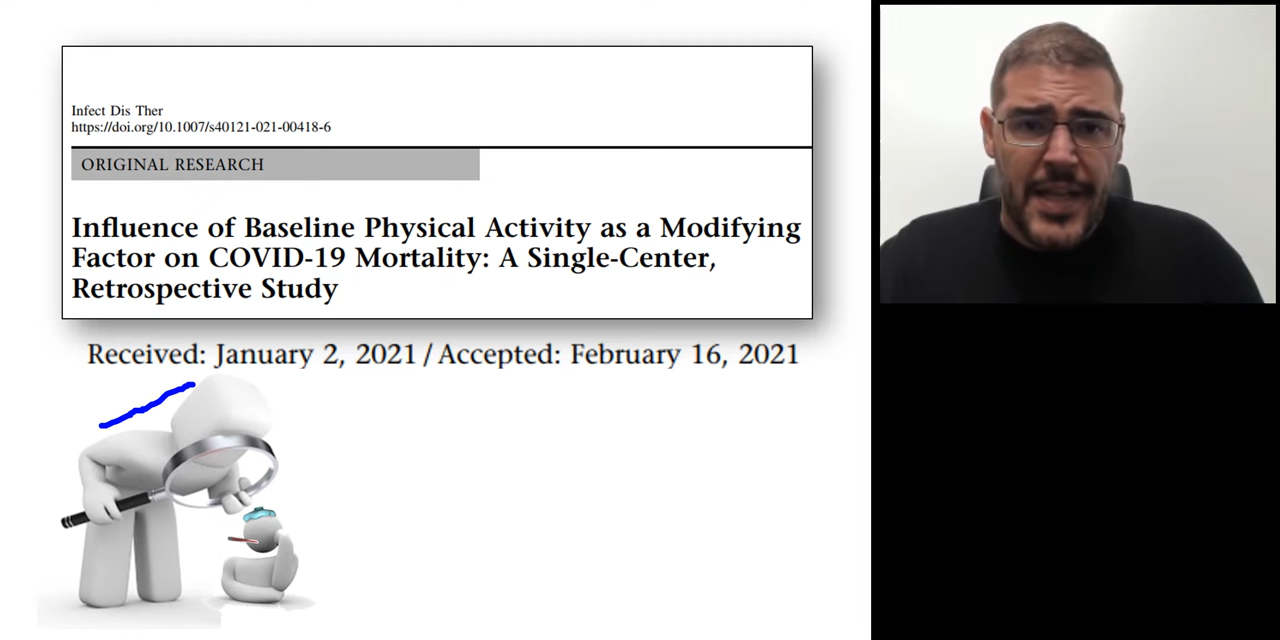 Infect Dis Ther
https://doi.org/10.1007/s40121-021-00418-6
ORIGINAL RESEARCH
Influence of Baseline Physical Activity as a Modifying
Factor on COVID-19 Mortality: A Single-Center,
Retrospective Study
Received: January 2, 2021 / Accepted: February 16, 2021